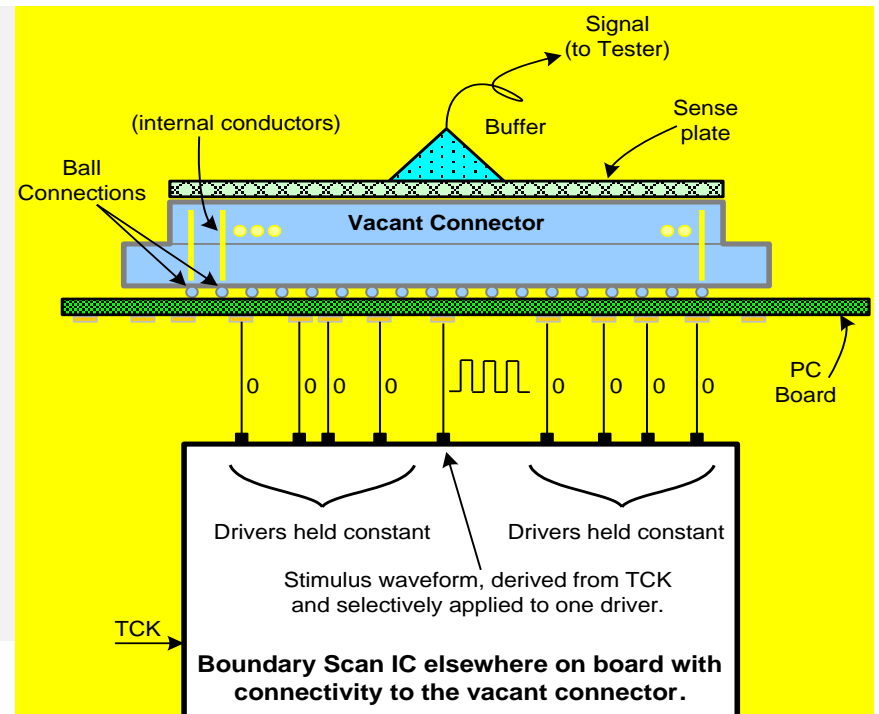 Signal
(to Tester)
(internal conductors)
Buffer
Sense
plate
Ball
Connections
Vacant Connector
PC
Board
0
0
0
0
0
0
0
0
Drivers held constant
Drivers held constant
Stimulus waveform, derived from TCK
and selectively applied to one driver.
TCK
Boundary Scan IC elsewhere on board with
connectivity to the vacant connector.